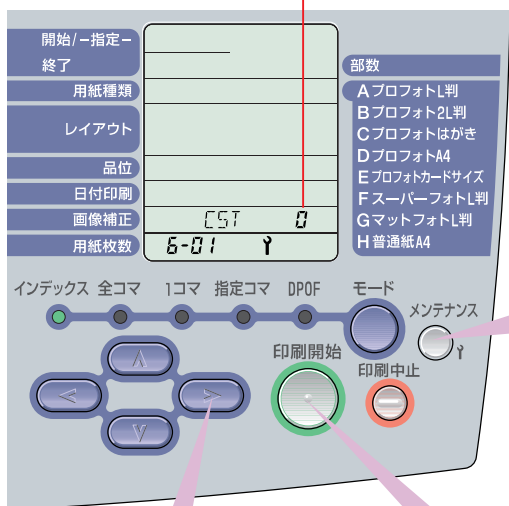 開始/−指定−
終了
用紙種類
レイアウト
品位
日付印刷
画像補正
用紙枚数
CST 0
6-01
部数
AプロフォトL判
Bプロフォト2L判
Cプロフォトはがき
DプロフォトA4
Eプロフォトカードサイズ
FスーパーフォトL判
GマットフォトL判
H普通紙A4
インデックス 全コマ 1コマ 指定コマ DPOF モード
メンテナンス
印刷開始
印刷中止